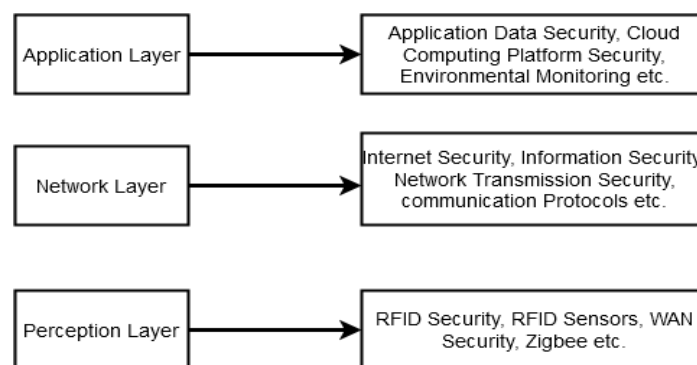 Application Layer
Application Data Security, Cloud
Computing Platform Security,
Environmental Monitoring etc.
Network Layer
Internet Security, Information Security
Network Transmission Security,
communication Protocols etc.
Perception Layer
RFID Security, RFID Sensors, WAN
Security, Zigbee etc.